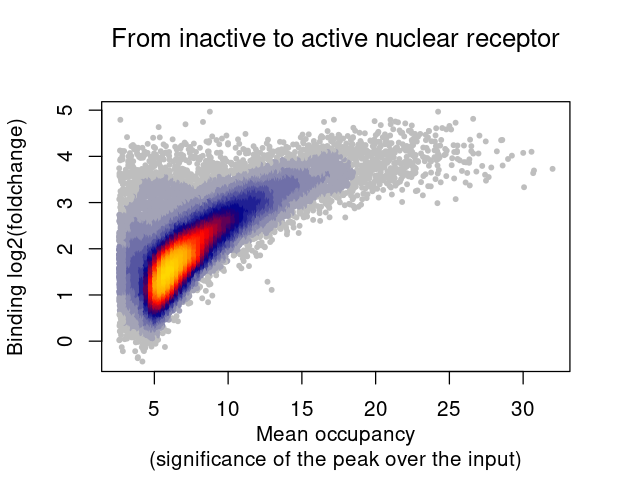 From inactive to active nuclear receptor
Binding log2(foldchange)
5
4
3
2
1
0
5 10 15 20 25 30
Mean occupancy
(significance of the peak over the input)